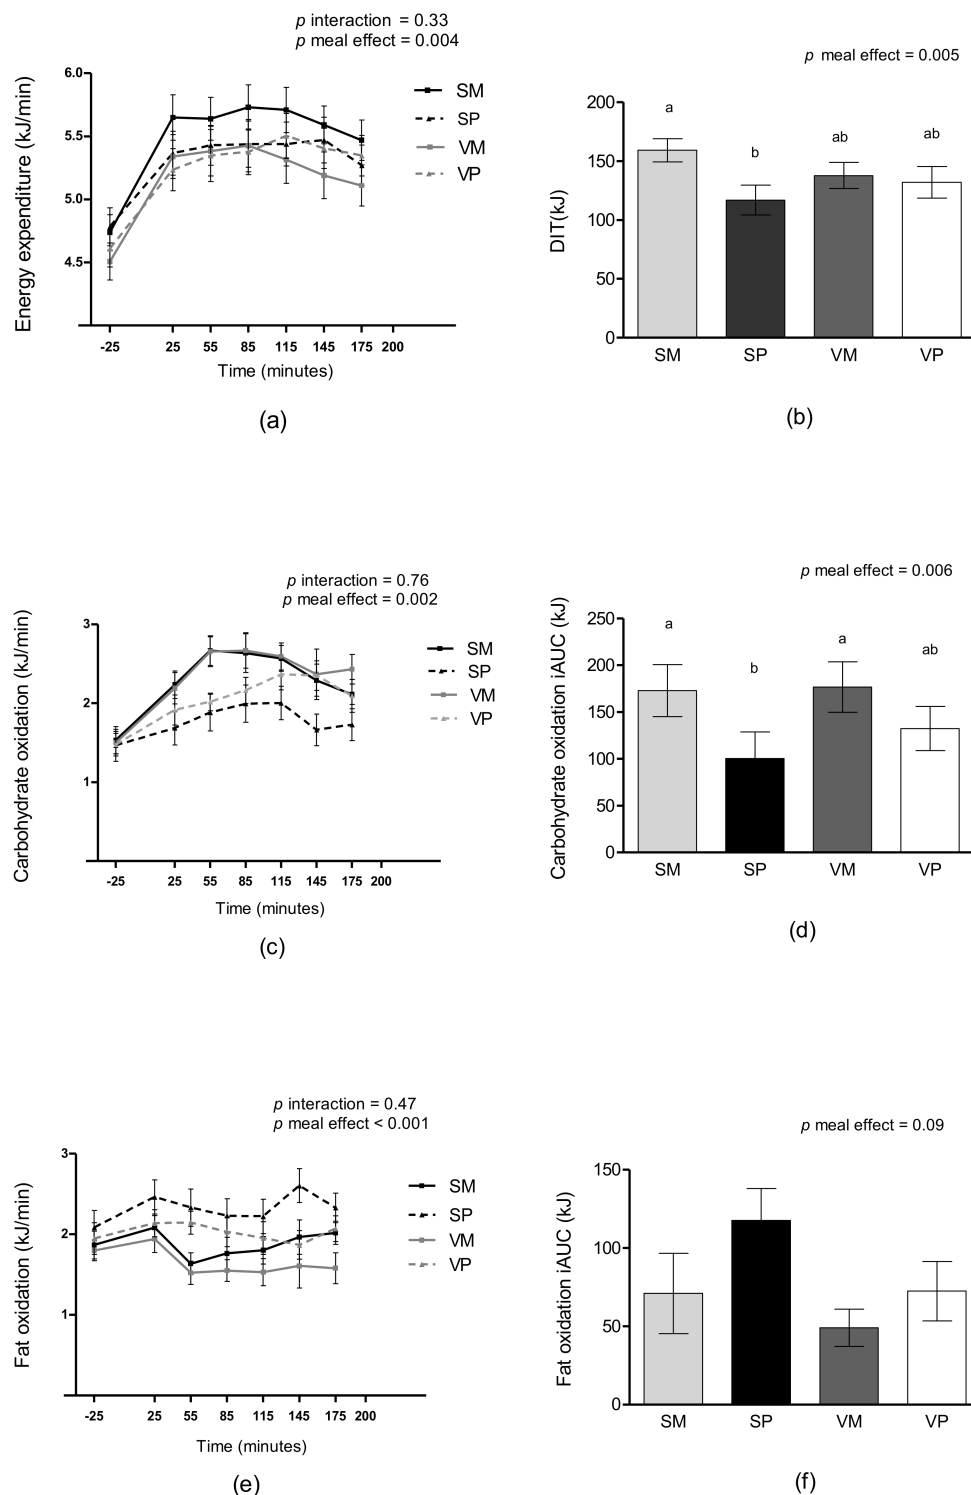 p interaction = 0.33
p meal effect = 0.004
Energy expenditure (kJ/min)
6.0
5.5
5.0
4.5
SM
SP
VM
VP
-25 25 55 85 115 145 175 200
Time (minutes)
(a)
p meal effect = 0.005
DIT(kJ)
200
150
100
50
0
a
b
ab
ab
SM SP VM VP
(b)
p interaction = 0.76
p meal effect = 0.002
Carbohydrate oxidation (kJ/min)
3
2
1
SM
SP
VM
VP
-25 25 55 85 115 145 175 200
Time (minutes)
(c)
p meal effect = 0.006
Carbohydrate oxidation iAUC (kJ)
250
200
150
100
50
0
a
b
a
ab
SM SP VM VP
(d)
p interaction = 0.47
p meal effect < 0.001
Fat oxidation (kJ/min)
3
2
1
SM
SP
VM
VP
-25 25 55 85 115 145 175 200
Time (minutes)
(e)
p meal effect = 0.09
Fat oxidation iAUC (kJ)
150
100
50
0
SM SP VM VP
(f)